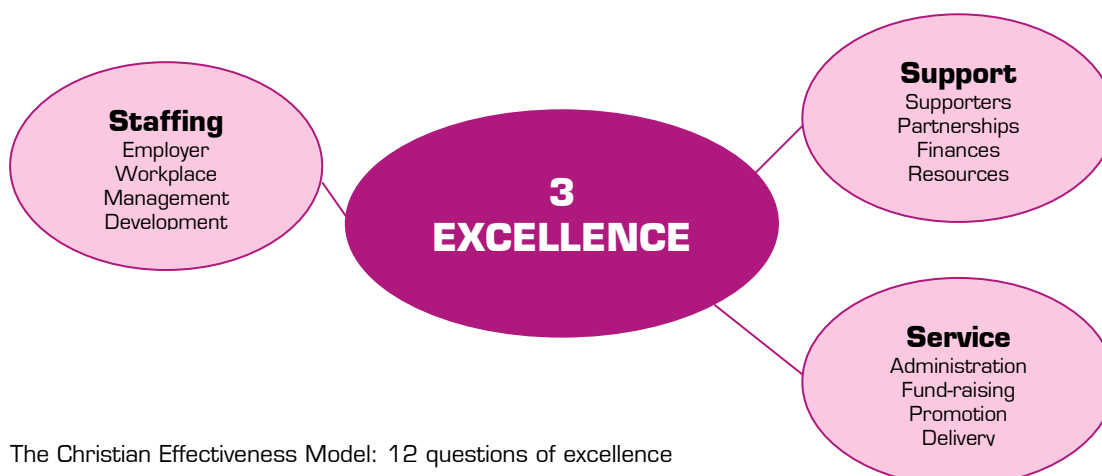 Staffing
Employer
Workplace
Management
Development
3
EXCELLENCE
Support
Supporters
Partnerships
Finances
Resources
Service
Administration
Fund-raising
Promotion
Delivery
The Christian Effectiveness Model: 12 questions of excellence